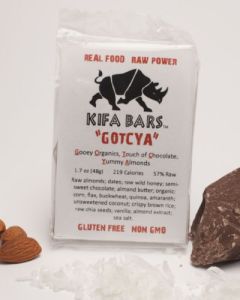 REAL FOOD RAW POWER
KIFA BARS™
"GOTCYA"
Gooey Organics, Touch of Chocolate,
Yummy Almonds
1.7 oz (48g) 219 Calories 57% Raw
Raw almonds; dates; raw wild honey; semi-
sweet chocolate; almond butter; organic:
corn, flax, buckwheat, quinoa, amaranth;
unsweetened coconut; crispy brown rice;
raw chia seeds; vanilla; almond extract;
sea salt.
GLUTEN FREE NON GMO